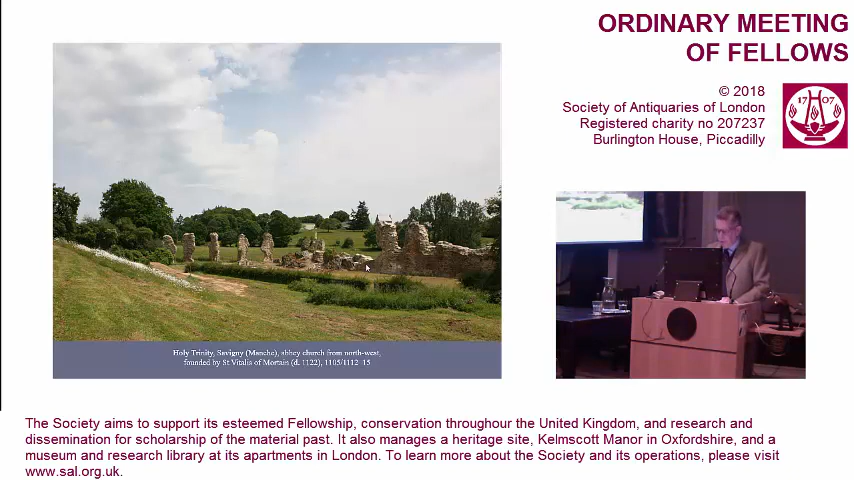 ORDINARY MEETING
OF FELLOWS
© 2018
Society of Antiquaries of London
Registered charity no 207237
Burlington House, Piccadilly
17 07
Holy Trinity, Savigny (Manche), abbey church from north-west,
founded by St Vitalis of Mortain (d. 1122), 1105/1112–15
The Society aims to support its esteemed Fellowship, conservation throughour the United Kingdom, and research and
dissemination for scholarship of the material past. It also manages a heritage site, Kelmscott Manor in Oxfordshire, and a
museum and research library at its apartments in London. To learn more about the Society and its operations, please visit
www.sal.org.uk.